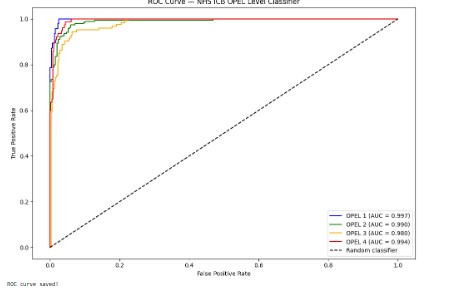 ROC Curve — NHS ICB OPEL Level Classifier
1.0
0.8
0.6
0.4
0.2
0.0
True Positive Rate
0.0 0.2 0.4 0.6 0.8 1.0
False Positive Rate
OPEL 1 (AUC = 0.997)
OPEL 2 (AUC = 0.990)
OPEL 3 (AUC = 0.980)
OPEL 4 (AUC = 0.994)
Random classifier
ROC curve saved!